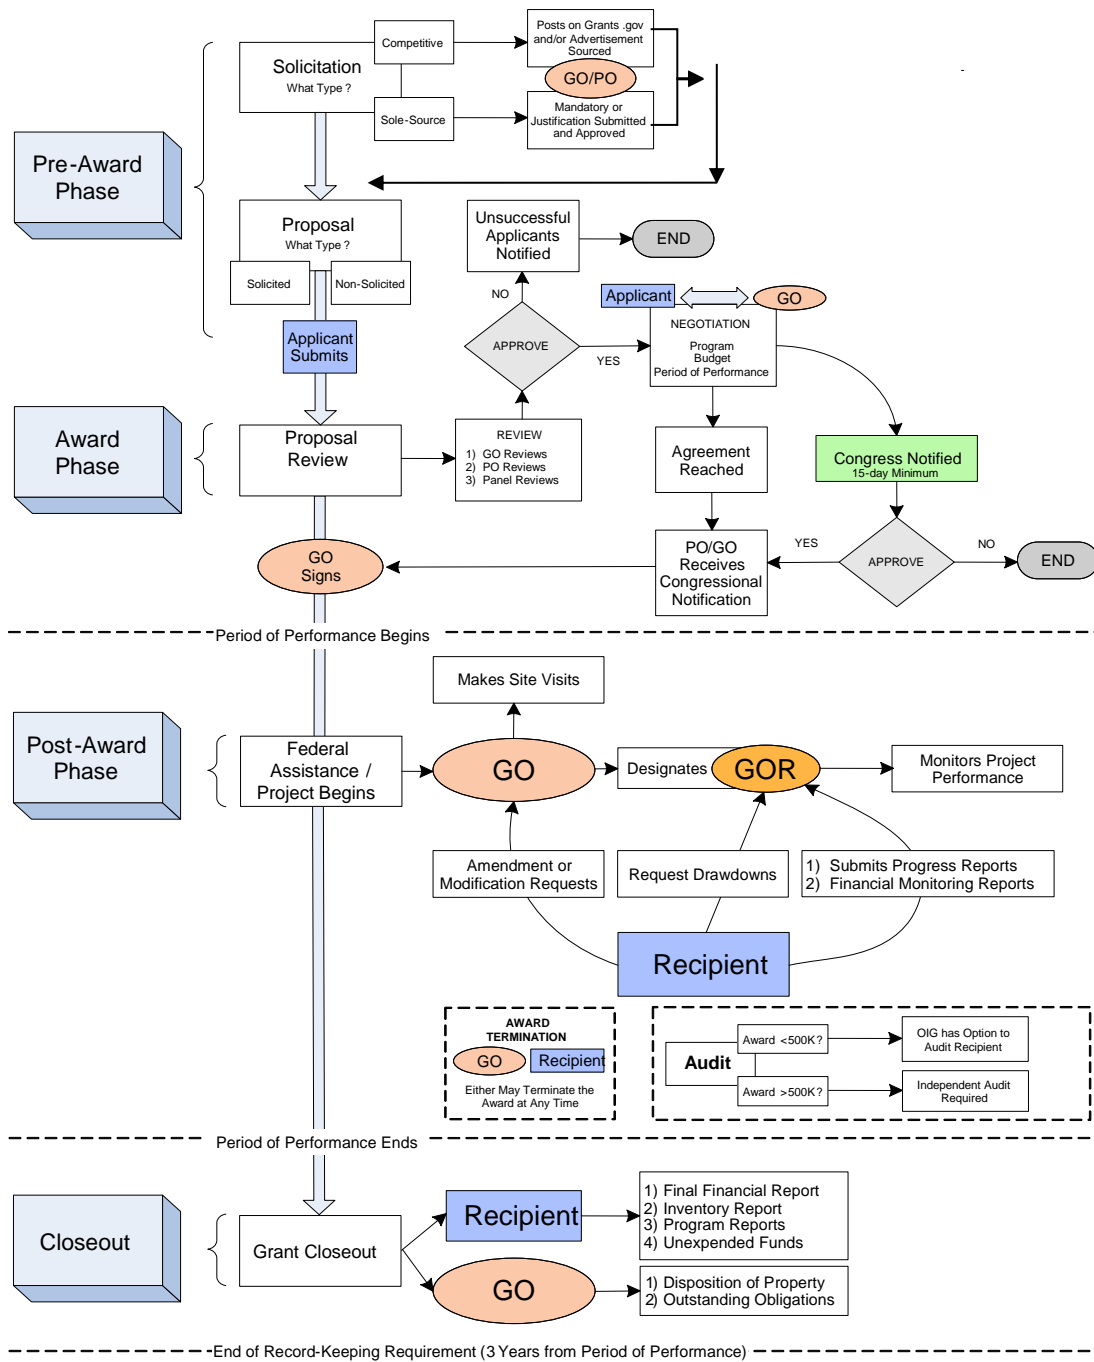 Pre-Award
Phase
Solicitation
What Type ?
Competitive
Sole-Source
Posts on Grants .gov
and/or Advertisement
Sourced
GO/PO
Mandatory or
Justification Submitted
and Approved
Proposal
What Type ?
Solicited
Non-Solicited
Applicant
Submits
Unsuccessful
Applicants
Notified
END
NO
APPROVE
YES
Applicant
GO
NEGOTIATION
Program
Budget
Period of Performance
Award
Phase
Proposal
Review
REVIEW
1) GO Reviews
2) PO Reviews
3) Panel Reviews
Agreement
Reached
Congress Notified
15-day Minimum
GO
Signs
PO/GO
Receives
Congressional
Notification
YES
APPROVE
NO
END
Period of Performance Begins
Post-Award
Phase
Federal
Assistance /
Project Begins
Makes Site Visits
GO
Designates
GOR
Monitors Project
Performance
Amendment or
Modification Requests
Request Drawdowns
1) Submits Progress Reports
2) Financial Monitoring Reports
Recipient
AWARD
TERMINATION
GO
Recipient
Either May Terminate the
Award at Any Time
Audit
Award <500K?
OIG has Option to
Audit Recipient
Award >500K?
Independent Audit
Required
Period of Performance Ends
Closeout
Grant Closeout
Recipient
1) Final Financial Report
2) Inventory Report
3) Program Reports
4) Unexpended Funds
GO
1) Disposition of Property
2) Outstanding Obligations
End of Record-Keeping Requirement (3 Years from Period of Performance)